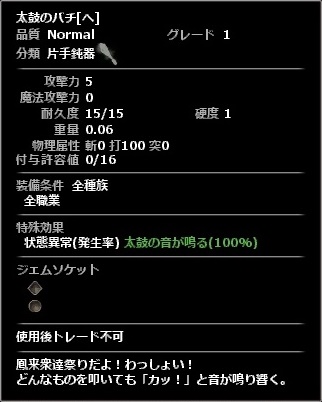 太鼓のバチ[へ]
品質 Normal グレード 1
分類 片手鈍器
攻撃力 5
魔法攻撃力 0
耐久度 15/15 硬度 1
重量 0.06
物理属性 斬0 打100 突0
付与許容値 0/16
装備条件 全種族
全職業
特殊効果
状態異常(発生率) 太鼓の音が鳴る(100%)
ジェムソケット
使用後トレード不可
鳳来衆達祭りだよ！わっしょい！
どんなものを叩いても「カッ！」と音が鳴り響く。